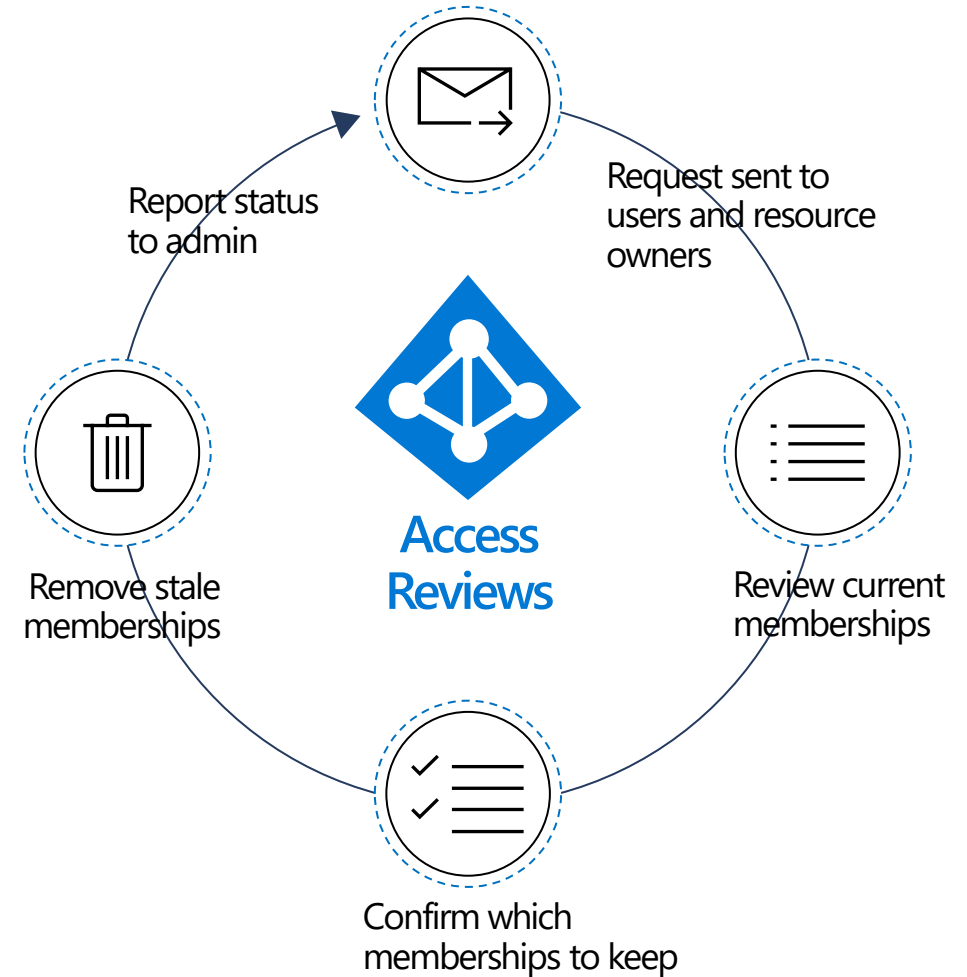 Request sent to
users and resource
owners
Report status
to admin
Access
Reviews
Review current
memberships
Remove stale
memberships
Confirm which
memberships to keep